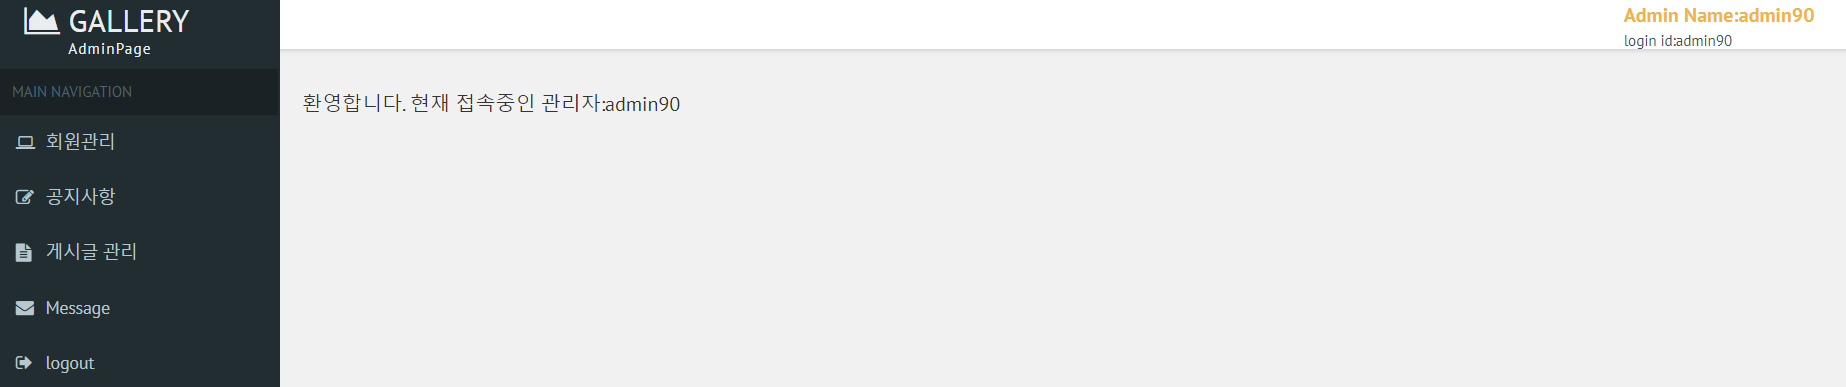 GALLERY
AdminPage
MAIN NAVIGATION
회원관리
공지사항
게시글 관리
Message
logout
Admin Name:admin90
login id:admin90
환영합니다. 현재 접속중인 관리자:admin90